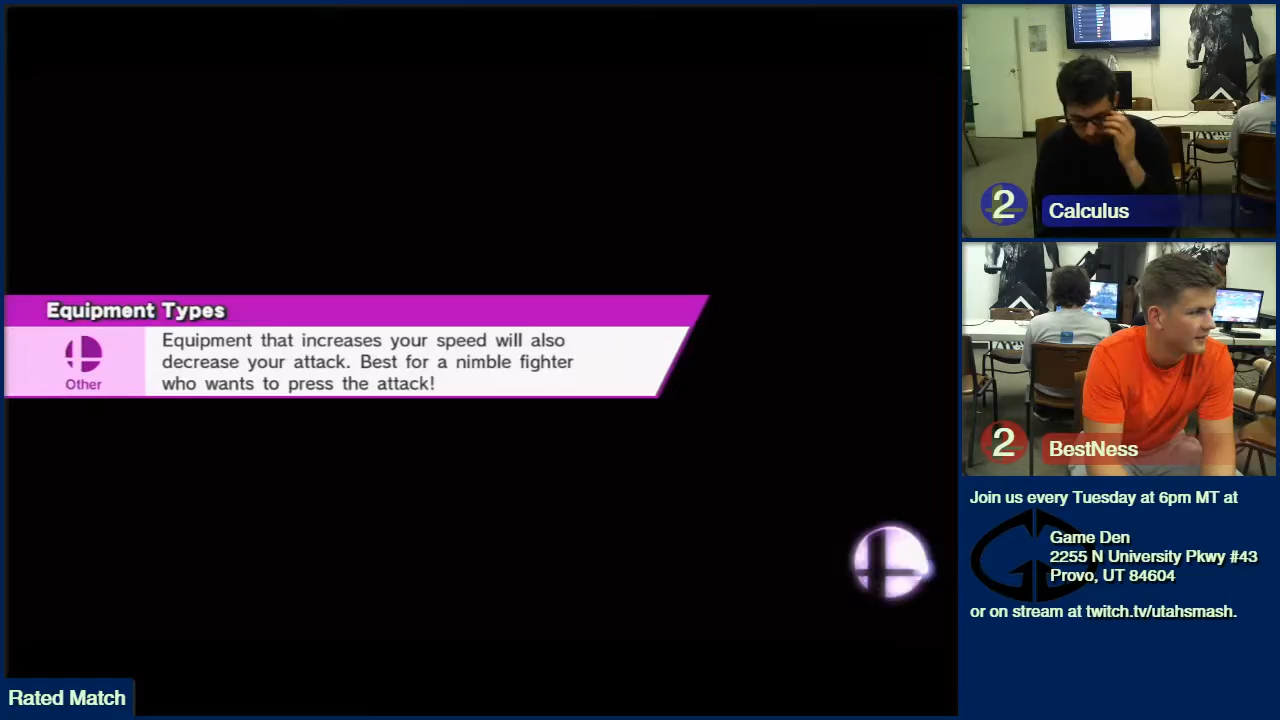 Equipment Types
Other
Equipment that increases your speed will also
decrease your attack. Best for a nimble fighter
who wants to press the attack!
Rated Match
2
Calculus
2
BestNess
Join us every Tuesday at 6pm MT at
Game Den
2255 N University Pkwy #43
Provo, UT 84604
or on stream at twitch.tv/utahsmash.